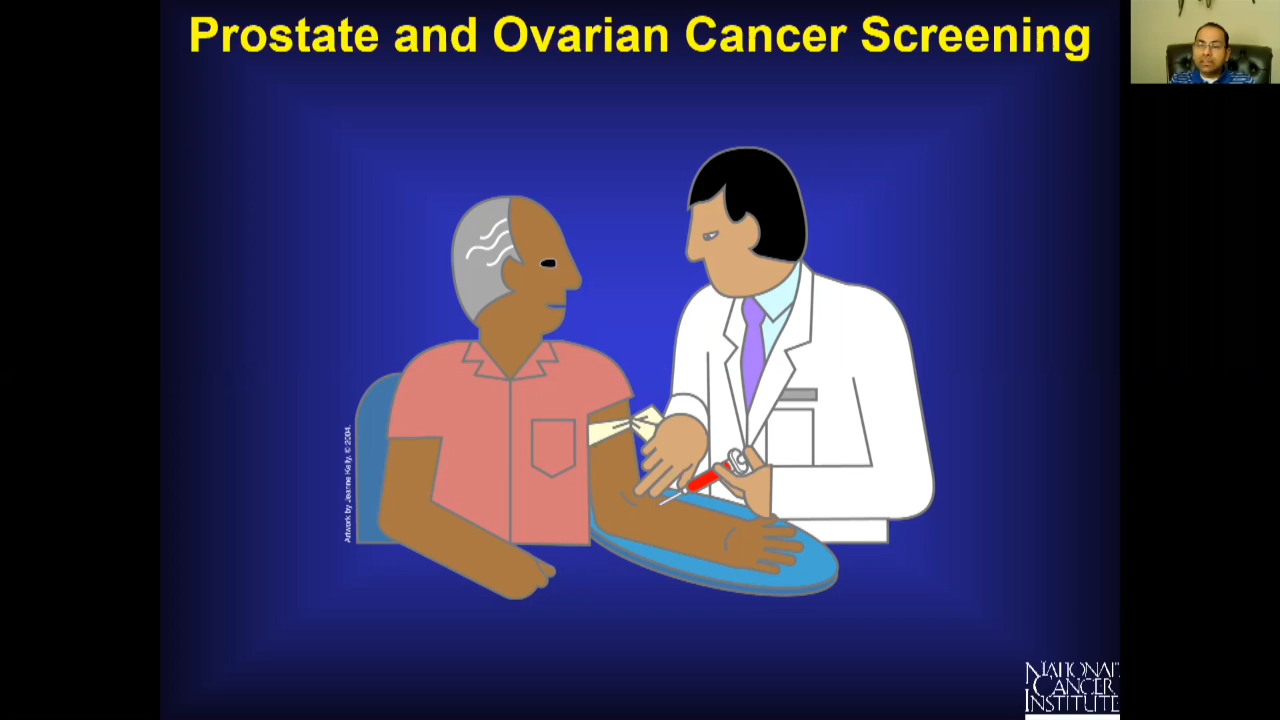 Prostate and Ovarian Cancer Screening
Artwork by Jeanne Kelly. © 2004.
NATIONAL
CANCER
INSTITUTE